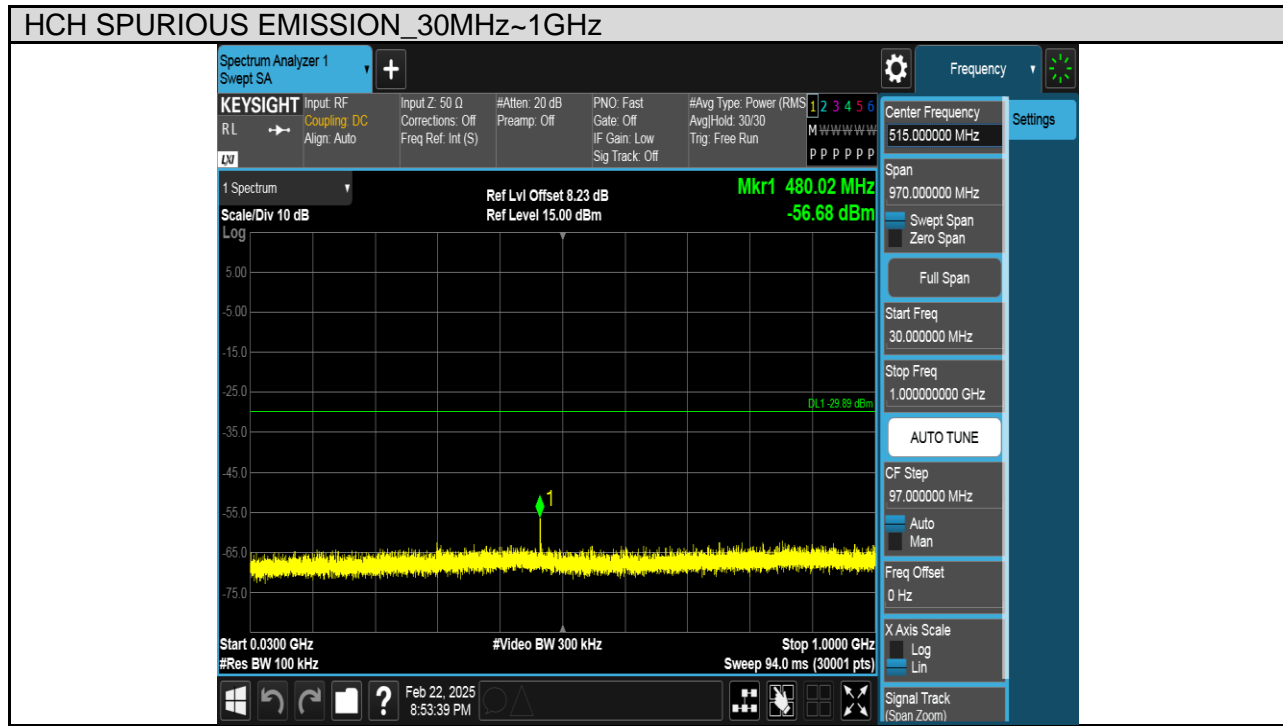 HCH SPURIOUS EMISSION_30MHz~1GHz
Spectrum Analyzer 1
Swept SA
Frequency
KEYSIGHT
RL
LXI
Input: RF
Coupling: DC
Align: Auto
Input Z: 50 Ω
Corrections: Off
Freq Ref: Int (S)
#Atten: 20 dB
Preamp: Off
PNO: Fast
Gate: Off
IF Gain: Low
Sig Track: Off
#Avg Type: Power (RMS
Avg|Hold: 30/30
Trig: Free Run
1 2 3 4 5 6
M W W W W W
P P P P P P
1 Spectrum
Scale/Div 10 dB
Log
Ref Lvl Offset 8.23 dB
Ref Level 15.00 dBm
Mkr1 480.02 MHz
-56.68 dBm
5.00
-5.00
-15.0
-25.0
DL1 -29.89 dBm
-35.0
-45.0
1
-55.0
-65.0
-75.0
Start 0.0300 GHz
#Res BW 100 kHz
#Video BW 300 kHz
Stop 1.0000 GHz
Sweep 94.0 ms (30001 pts)
Feb 22, 2025
8:53:39 PM
Center Frequency
515.000000 MHz
Settings
Span
970.000000 MHz
Swept Span
Zero Span
Full Span
Start Freq
30.000000 MHz
Stop Freq
1.000000000 GHz
AUTO TUNE
CF Step
97.000000 MHz
Auto
Man
Freq Offset
0 Hz
X Axis Scale
Log
Lin
Signal Track
(Span Zoom)